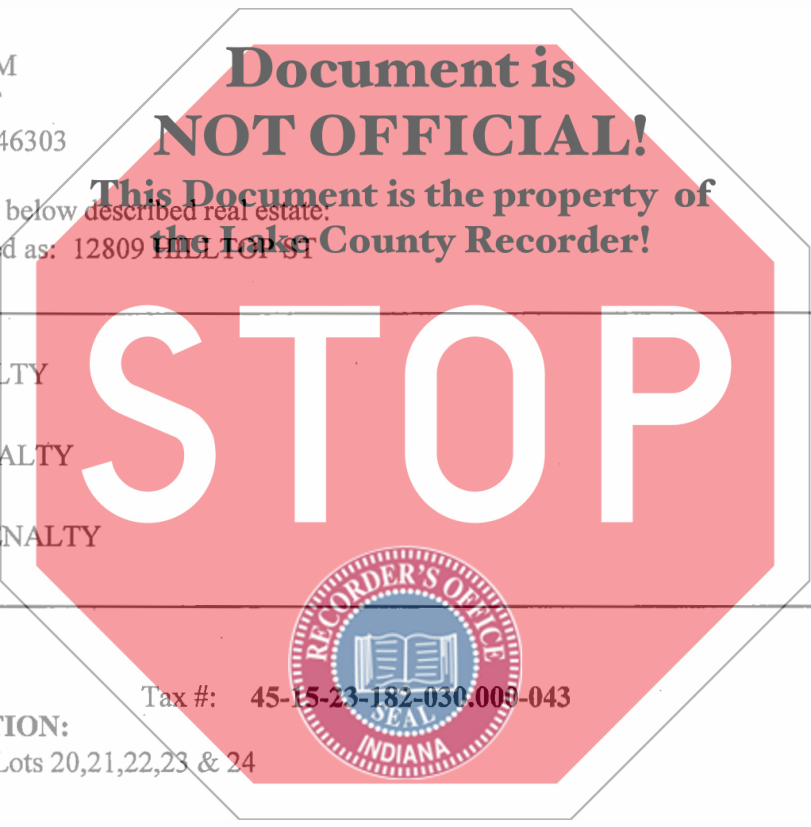 M
Document is
46303
NOT OFFICIAL!
This Document is the property of
below described real estate:
the Lake County Recorder!
d as: 12809 HILLTOP ST
LTY
STOP
ALTY
ENALTY
RECORDER'S OFFICE
SEAL
INDIANA
Tax #: 45-15-23-182-030.000-043
TION:
Lots 20,21,22,23 & 24